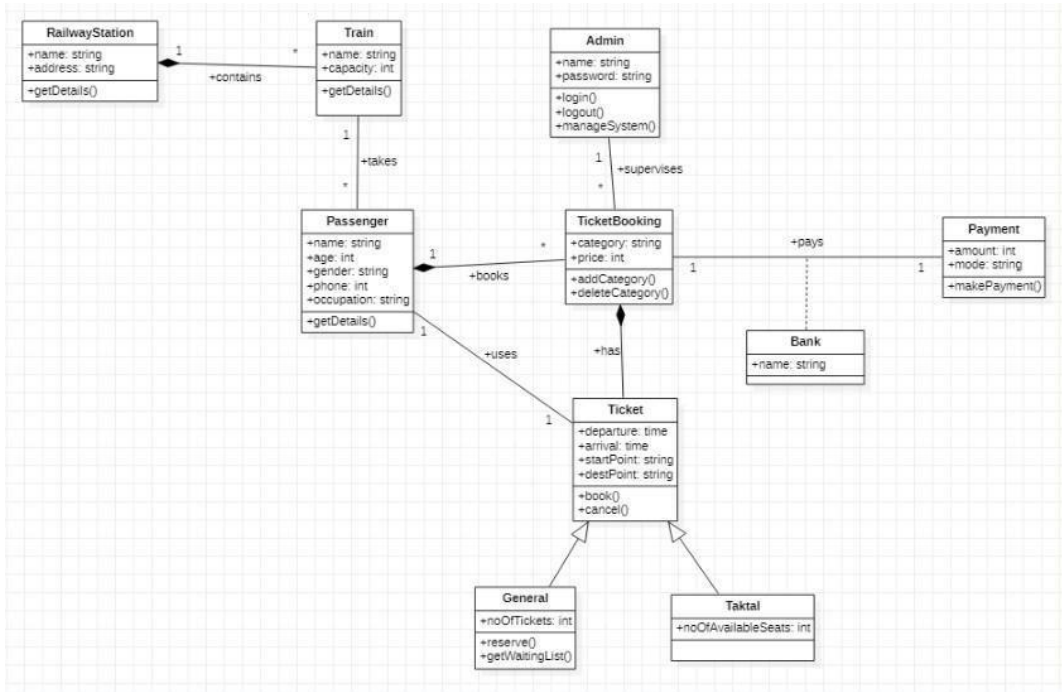 RailwayStation
+name: string
+address: string
+getDetails()
1
*
+contains
Train
+name: string
+capacity: int
+getDetails()
Admin
+name: string
+password: string
+login()
+logout()
+manageSystem()
1
+takes
*
1
+supervises
*
Passenger
+name: string
+age: int
+gender: string
+phone: int
+occupation: string
+getDetails()
1
*
+books
TicketBooking
+category: string
+price: int
+addCategory()
+deleteCategory()
+pays
1
1
Payment
+amount: int
+mode: string
+makePayment()
Bank
+name: string
1
+uses
1
+has
Ticket
+departure: time
+arrival: time
+startPoint: string
+destPoint: string
+book()
+cancel()
General
+noOfTickets: int
+reserve()
+getWaitingList()
Taktal
+noOfAvailableSeats: int